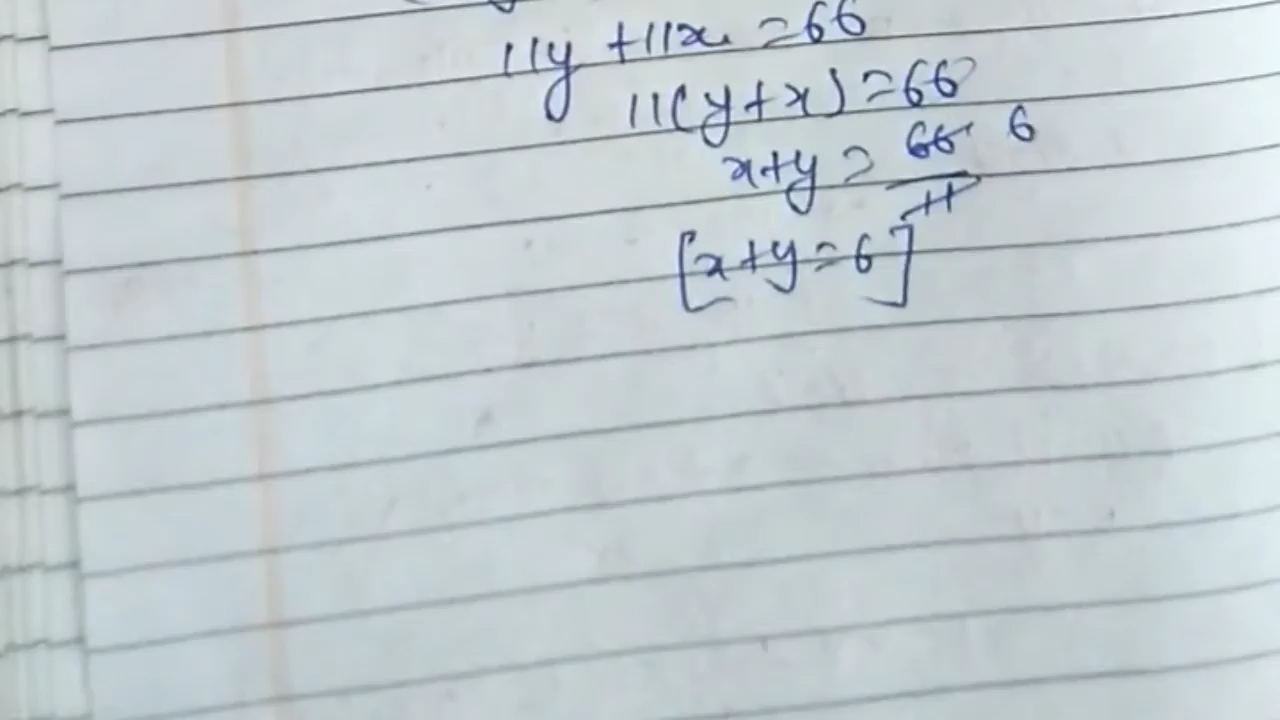 11y + 11x = 66
11(y + x) = 66
x + y = 66/11 6
[x + y = 6]